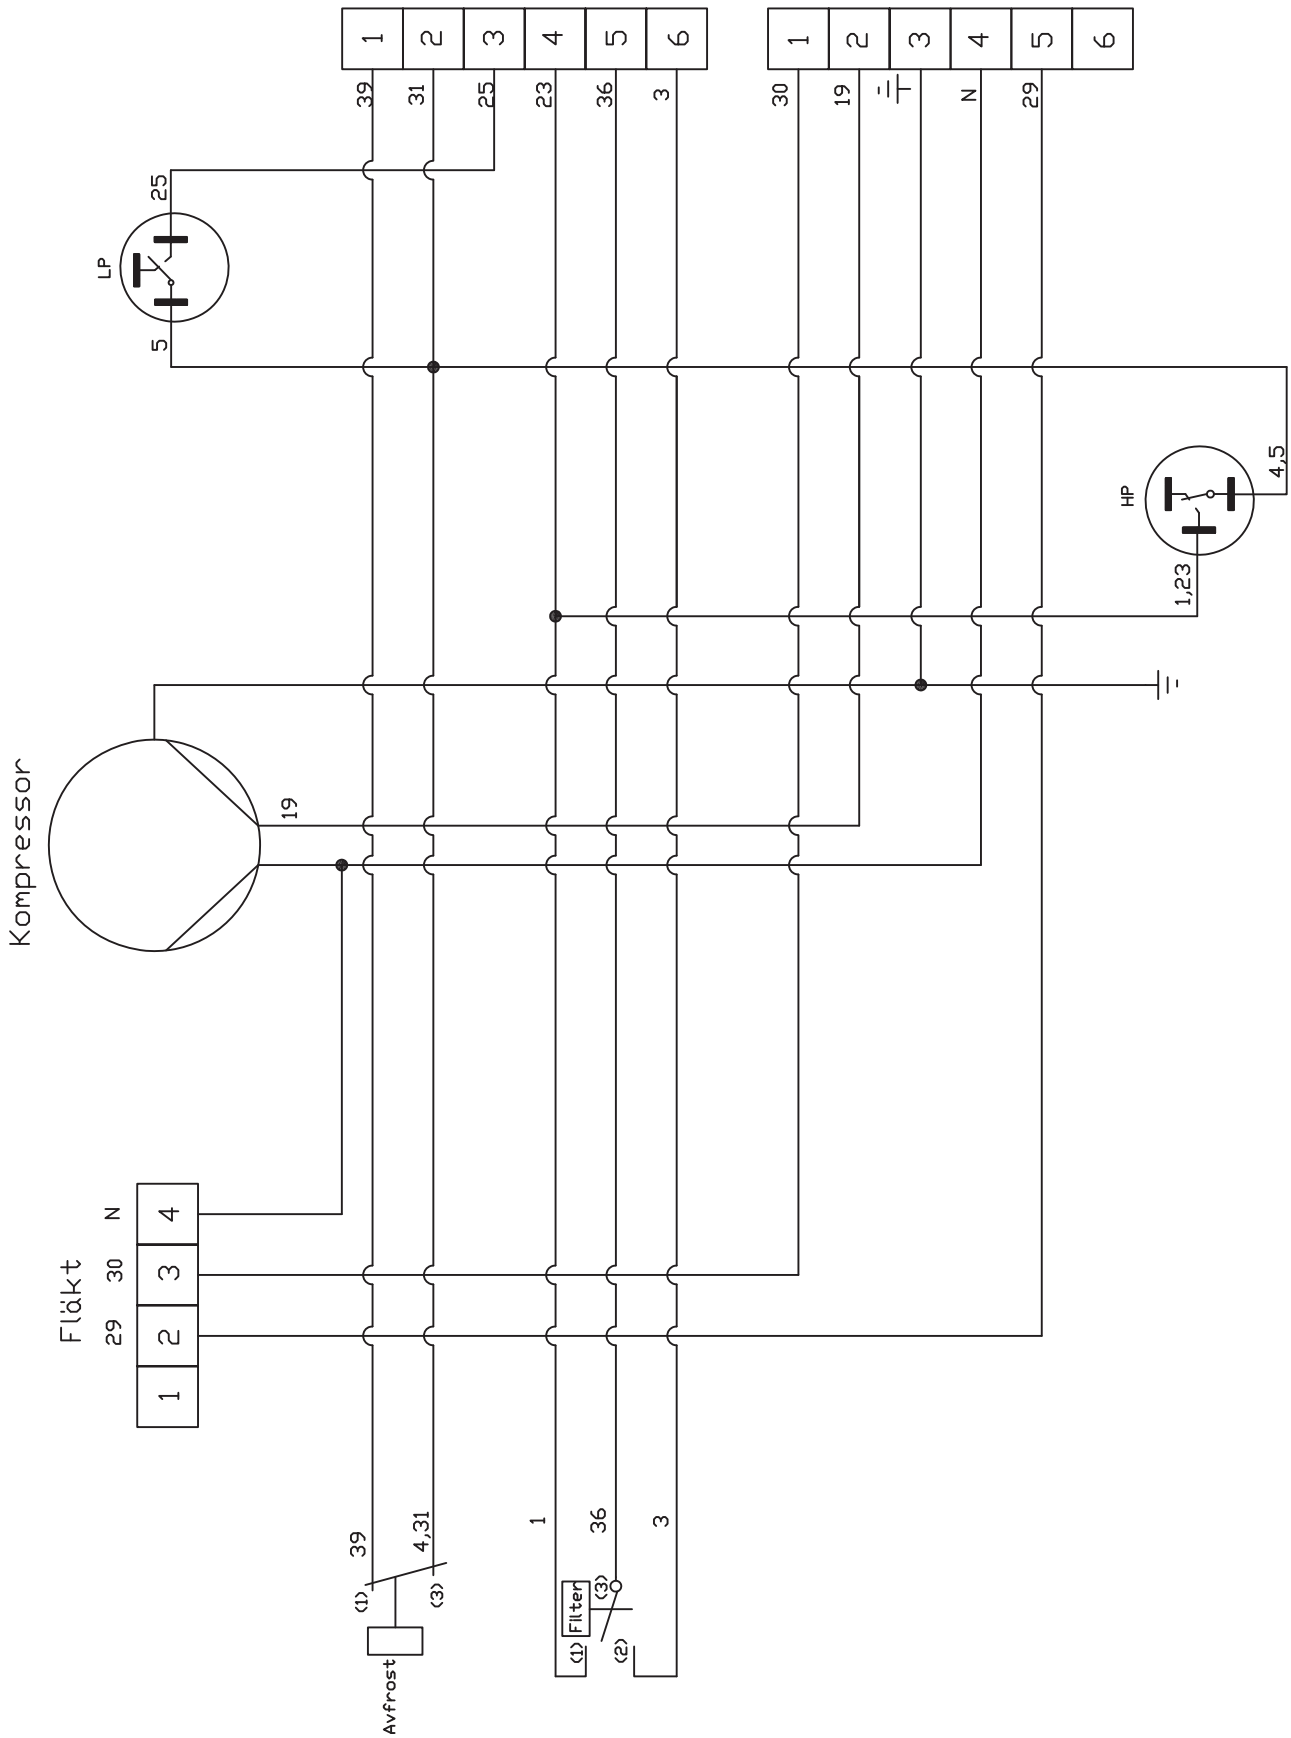 Kompressor
Fläkt
29 30 N
1 2 3 4
LP
5 25
19
(1) 39 39 1
Avfrost
(3) 4,31 31 2
25 3
1 23 4
(1) Filter
(3) 36 36 5
(2) 3 3 6
30 1
19 2
3
N 4
29 5
6
HP
1,23
4,5